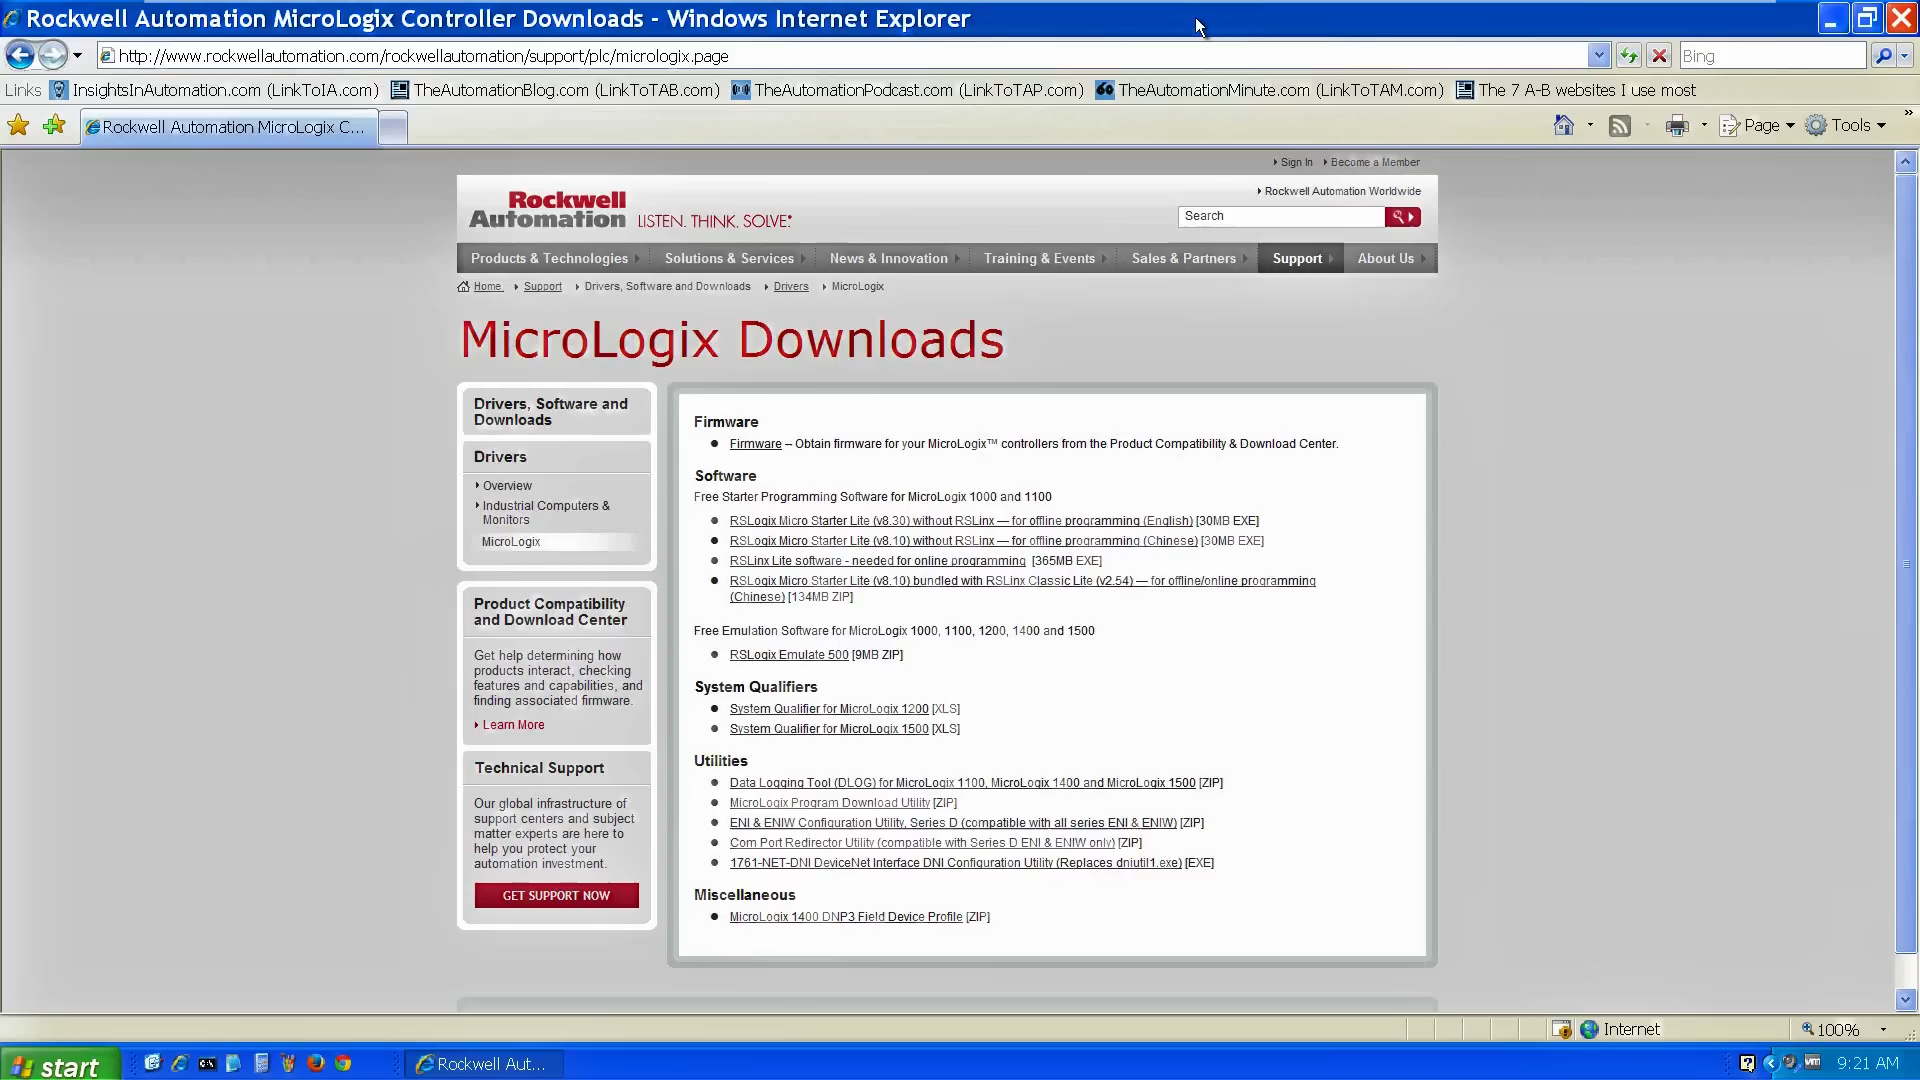 Rockwell Automation MicroLogix Controller Downloads - Windows Internet Explorer
http://www.rockwellautomation.com/rockwellautomation/support/plc/micrologix.page
Bing
Links InsightsInAutomation.com (LinkToIA.com) TheAutomationBlog.com (LinkToTAB.com) TheAutomationPodcast.com (LinkToTAP.com) TheAutomationMinute.com (LinkToTAM.com) The 7 A-B websites I use most
Rockwell Automation MicroLogix C...
Page Tools
Sign In Become a Member
Rockwell Automation Worldwide
Rockwell
Automation LISTEN. THINK. SOLVE.®
Search
Products & Technologies Solutions & Services News & Innovation Training & Events Sales & Partners Support About Us
Home Support Drivers, Software and Downloads Drivers MicroLogix
MicroLogix Downloads
Drivers, Software and
Downloads
Drivers
Overview
Industrial Computers &
Monitors
MicroLogix
Product Compatibility
and Download Center
Get help determining how
products interact, checking
features and capabilities, and
finding associated firmware.
Learn More
Technical Support
Our global infrastructure of
support centers and subject
matter experts are here to
help you protect your
automation investment.
GET SUPPORT NOW
Firmware
Firmware – Obtain firmware for your MicroLogix™ controllers from the Product Compatibility & Download Center.
Software
Free Starter Programming Software for MicroLogix 1000 and 1100
RSLogix Micro Starter Lite (v8.30) without RSLinx — for offline programming (English) [30MB EXE]
RSLogix Micro Starter Lite (v8.10) without RSLinx — for offline programming (Chinese) [30MB EXE]
RSLinx Lite software - needed for online programming [365MB EXE]
RSLogix Micro Starter Lite (v8.10) bundled with RSLinx Classic Lite (v2.54) — for offline/online programming
(Chinese) [134MB ZIP]
Free Emulation Software for MicroLogix 1000, 1100, 1200, 1400 and 1500
RSLogix Emulate 500 [9MB ZIP]
System Qualifiers
System Qualifier for MicroLogix 1200 [XLS]
System Qualifier for MicroLogix 1500 [XLS]
Utilities
Data Logging Tool (DLOG) for MicroLogix 1100, MicroLogix 1400 and MicroLogix 1500 [ZIP]
MicroLogix Program Download Utility [ZIP]
ENI & ENIW Configuration Utility, Series D (compatible with all series ENI & ENIW) [ZIP]
Com Port Redirector Utility (compatible with Series D ENI & ENIW only) [ZIP]
1761-NET-DNI DeviceNet Interface DNI Configuration Utility (Replaces dniutil1.exe) [EXE]
Miscellaneous
MicroLogix 1400 DNP3 Field Device Profile [ZIP]
Internet
100%
start
Rockwell Aut...
9:21 AM